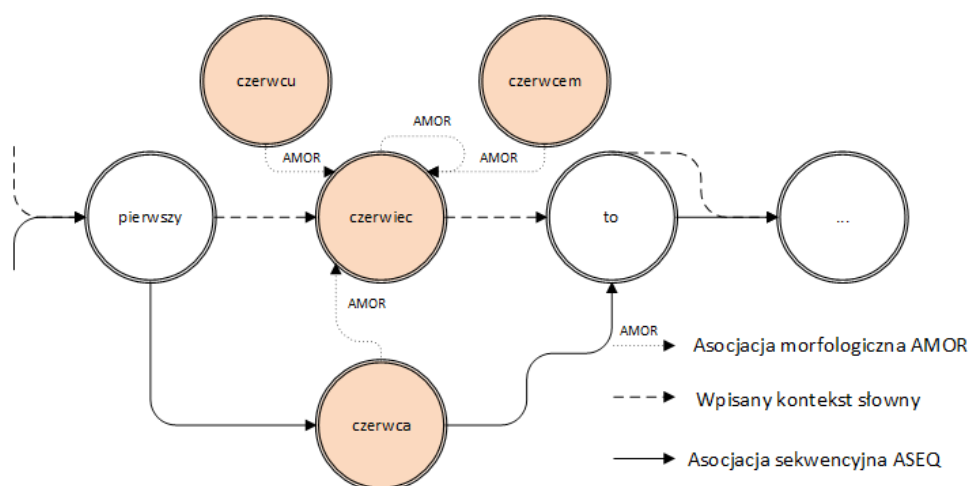 czerwcu
czerwcem
AMOR
AMOR
AMOR
pierwszy
czerwiec
to
...
AMOR
czerwca
AMOR
Asocjacja morfologiczna AMOR
Wpisany kontekst słowny
Asocjacja sekwencyjna ASEQ